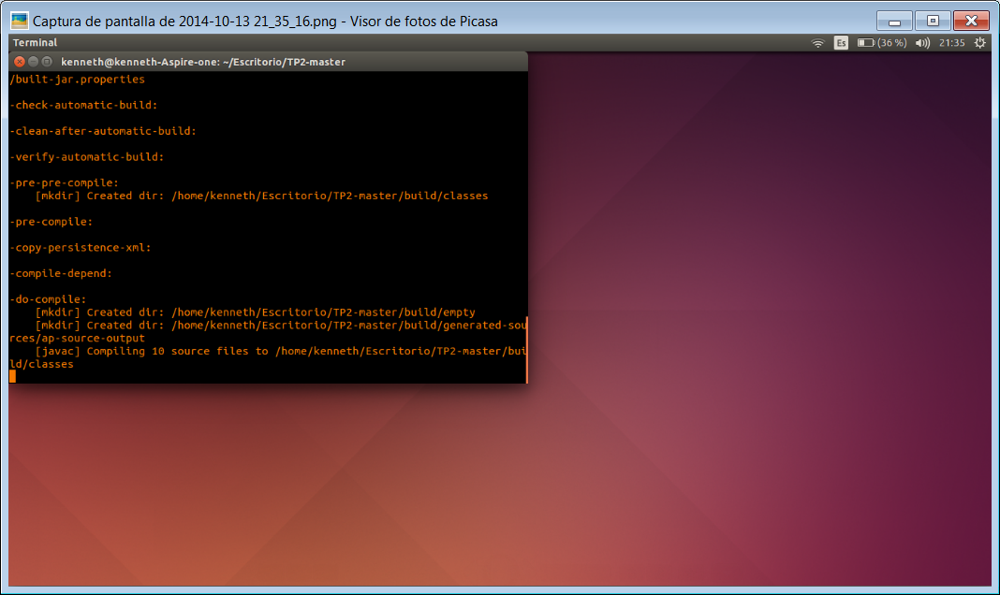 Captura de pantalla de 2014-10-13 21_35_16.png - Visor de fotos de Picasa
Terminal
Es
(36 %)
21:35
kenneth@kenneth-Aspire-one: ~/Escritorio/TP2-master
/built-jar.properties
-check-automatic-build:
-clean-after-automatic-build:
-verify-automatic-build:
-pre-pre-compile:
[mkdir] Created dir: /home/kenneth/Escritorio/TP2-master/build/classes
-pre-compile:
-copy-persistence-xml:
-compile-depend:
-do-compile:
[mkdir] Created dir: /home/kenneth/Escritorio/TP2-master/build/empty
[mkdir] Created dir: /home/kenneth/Escritorio/TP2-master/build/generated-sou
rces/ap-source-output
[javac] Compiling 10 source files to /home/kenneth/Escritorio/TP2-master/bui
ld/classes